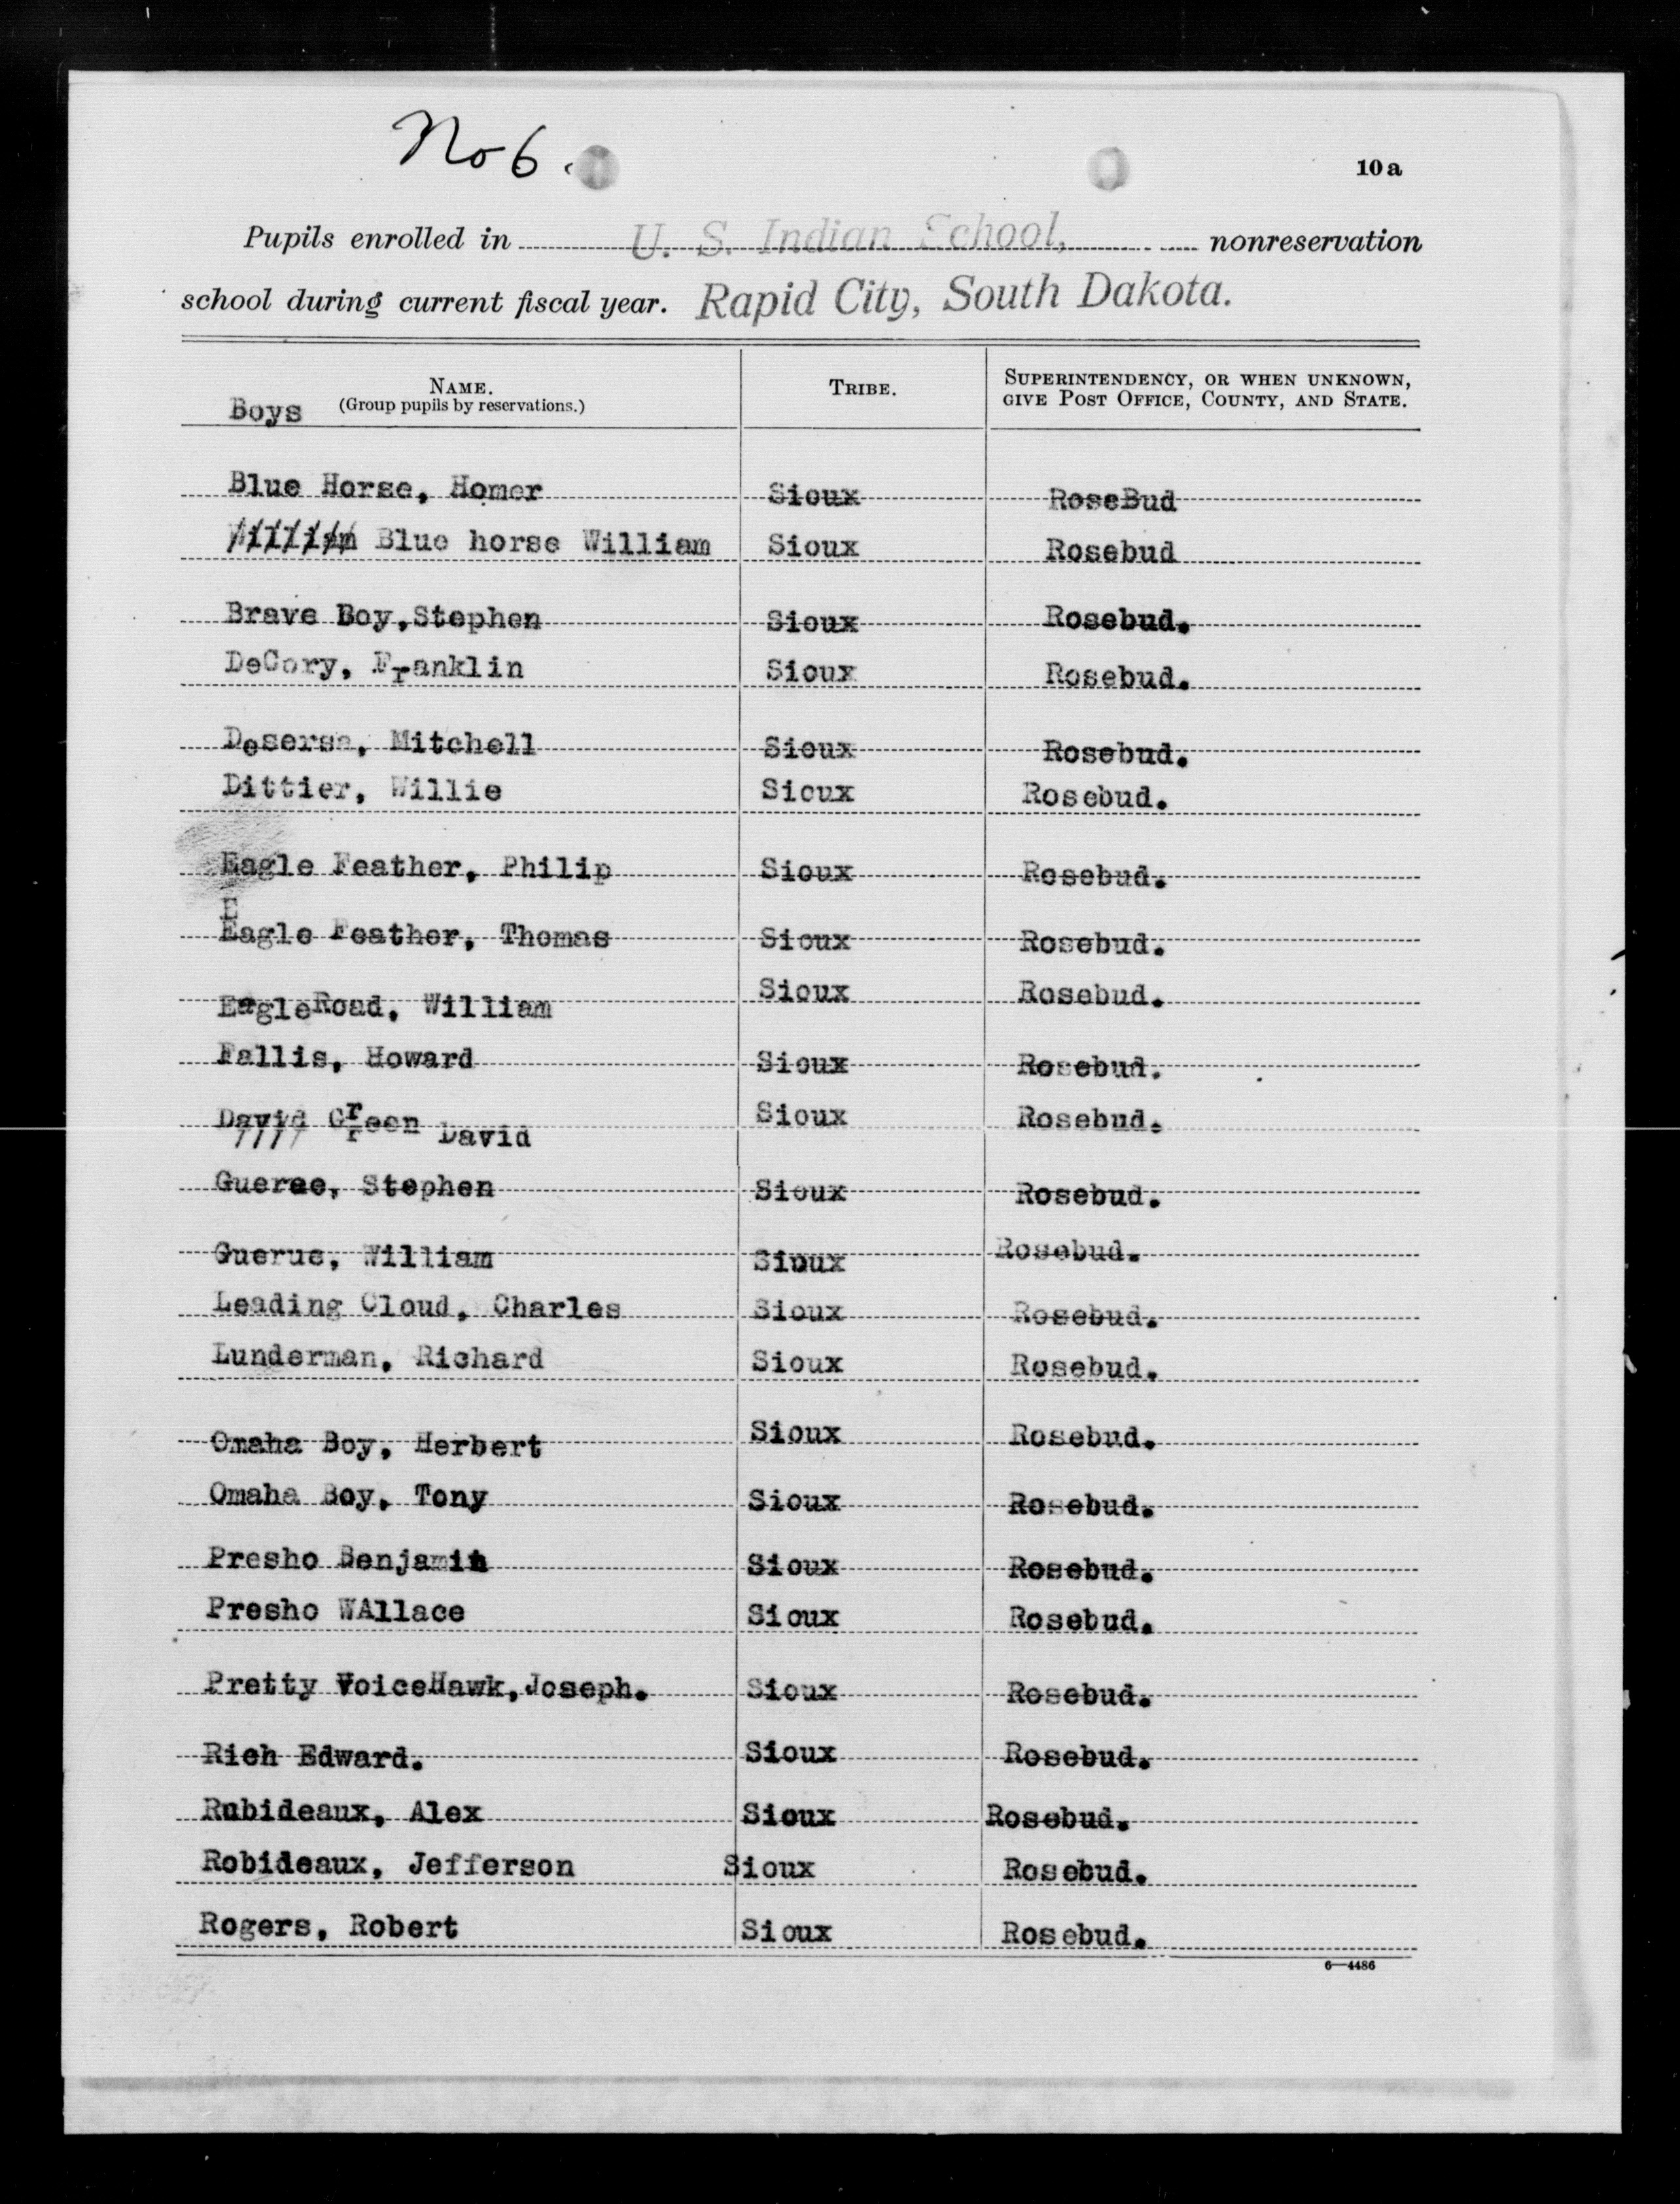 No 6.
10 a
Pupils enrolled in U. S. Indian School, nonreservation
school during current fiscal year. Rapid City, South Dakota.
NAME. TRIBE. SUPERINTENDENCY, OR WHEN UNKNOWN,
Boys (Group pupils by reservations.) GIVE POST OFFICE, COUNTY, AND STATE.
Blue Horse, Homer Sioux RoseBud
William Blue horse William Sioux Rosebud
Brave Boy,Stephen Sioux Rosebud.
DeCory, Franklin Sioux Rosebud.
Desersa, Mitchell Sioux Rosebud.
Dittier, Willie Sioux Rosebud.
Eagle Feather, Philip Sioux Rosebud.
E
Eagle Feather, Thomas Sioux Rosebud.
EagleRoad, William Sioux Rosebud.
Fallis, Howard Sioux Rosebud.
David Green David Sioux Rosebud.
Guerae, Stephen Sioux Rosebud.
Guerue, William Sioux Rosebud.
Leading Cloud, Charles Sioux Rosebud.
Lunderman, Richard Sioux Rosebud.
Omaha Boy, Herbert Sioux Rosebud.
Omaha Boy, Tony Sioux Rosebud.
Presho Benjamin Sioux Rosebud.
Presho WAllace Sioux Rosebud.
Pretty VoiceHawk,Joseph. Sioux Rosebud.
Rich Edward. Sioux Rosebud.
Rubideaux, Alex Sioux Rosebud.
Robideaux, Jefferson Sioux Rosebud.
Rogers, Robert Sioux Rosebud.
6—4486